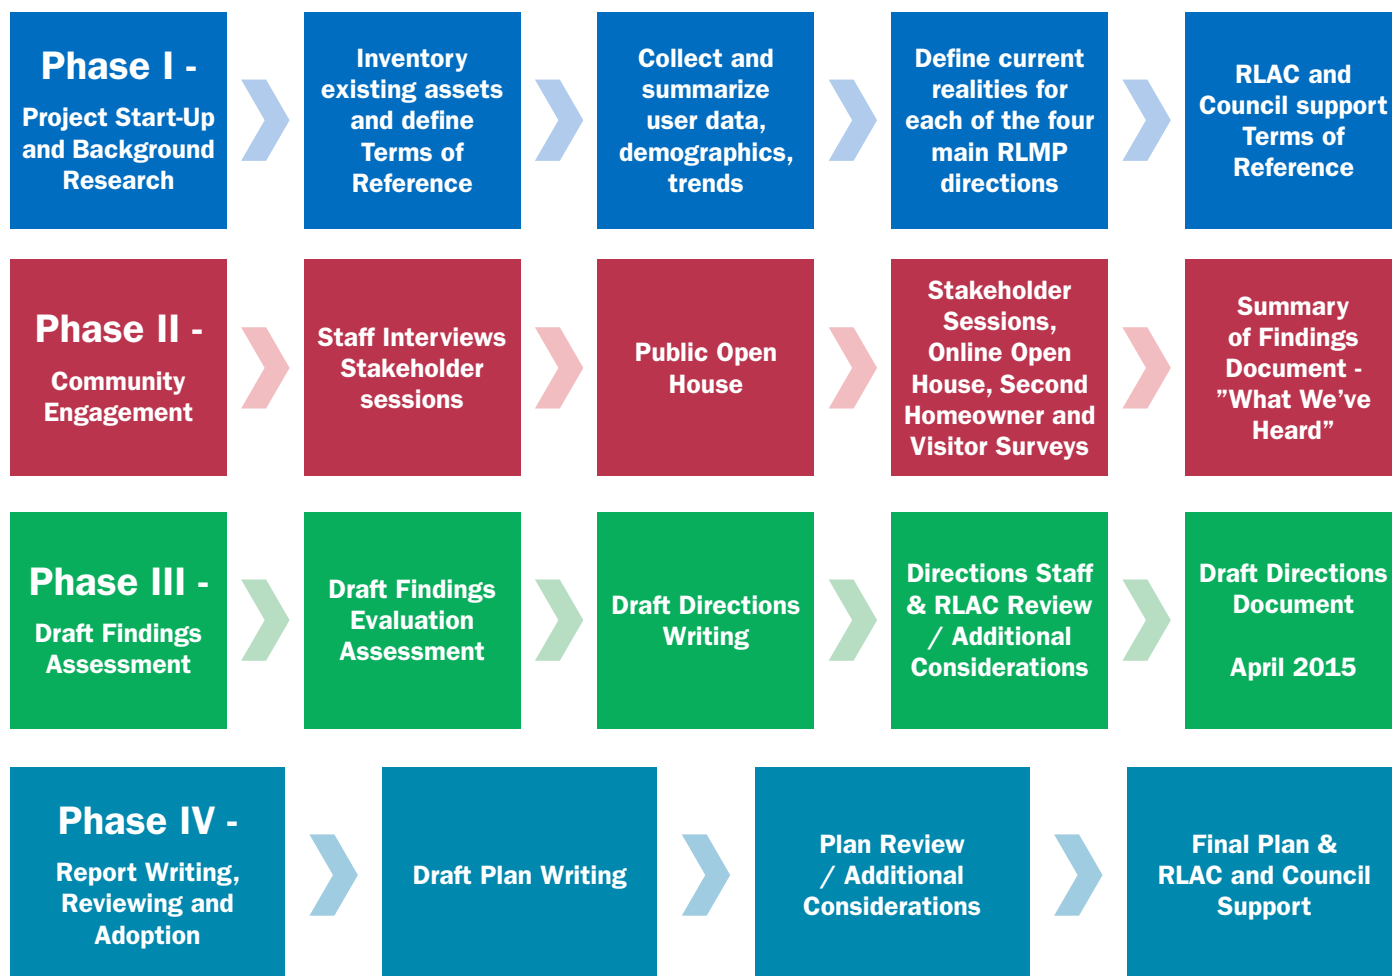 Phase I -
Project Start-Up
and Background
Research
Inventory
existing assets
and define
Terms of
Reference
Collect and
summarize
user data,
demographics,
trends
Define current
realities for
each of the four
main RLMP
directions
RLAC and
Council support
Terms of
Reference
Phase II -
Community
Engagement
Staff Interviews
Stakeholder
sessions
Public Open
House
Stakeholder
Sessions,
Online Open
House, Second
Homeowner and
Visitor Surveys
Summary
of Findings
Document -
”What We’ve
Heard”
Phase III -
Draft Findings
Assessment
Draft Findings
Evaluation
Assessment
Draft Directions
Writing
Directions Staff
& RLAC Review
/ Additional
Considerations
Draft Directions
Document
April 2015
Phase IV -
Report Writing,
Reviewing and
Adoption
Draft Plan Writing
Plan Review
/ Additional
Considerations
Final Plan &
RLAC and Council
Support